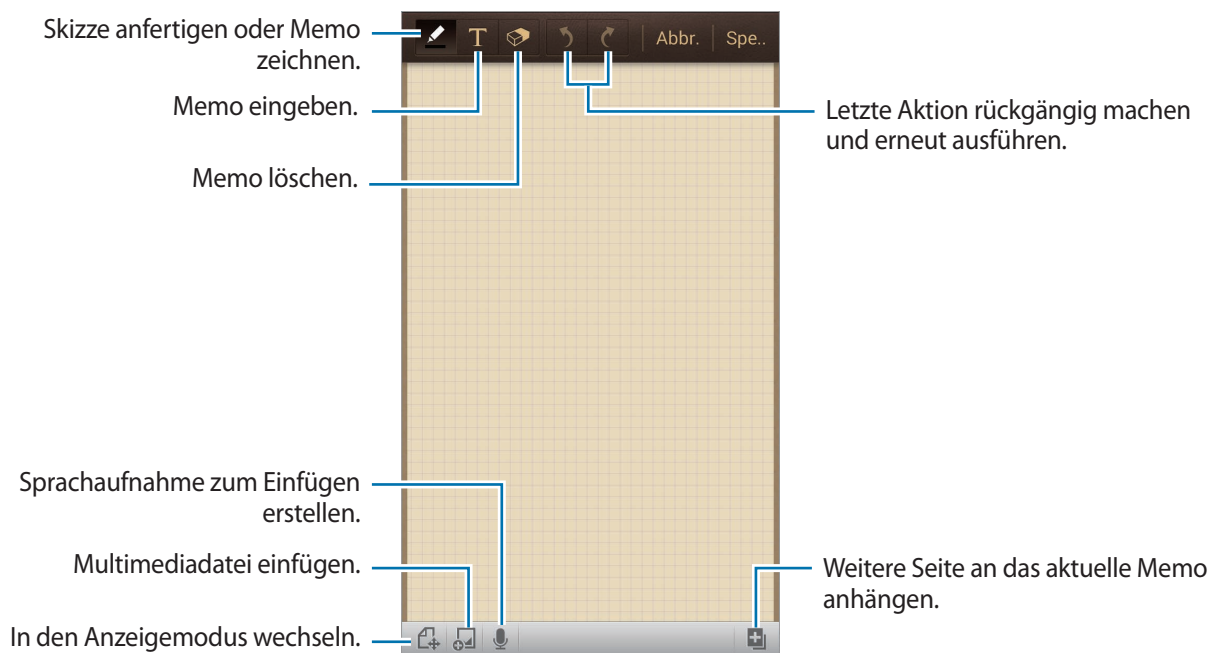 Skizze anfertigen oder Memo
zeichnen.
Memo eingeben.
Memo löschen.
T
Abbr.
Spe..
Letzte Aktion rückgängig machen
und erneut ausführen.
Sprachaufnahme zum Einfügen
erstellen.
Multimediadatei einfügen.
In den Anzeigemodus wechseln.
Weitere Seite an das aktuelle Memo
anhängen.